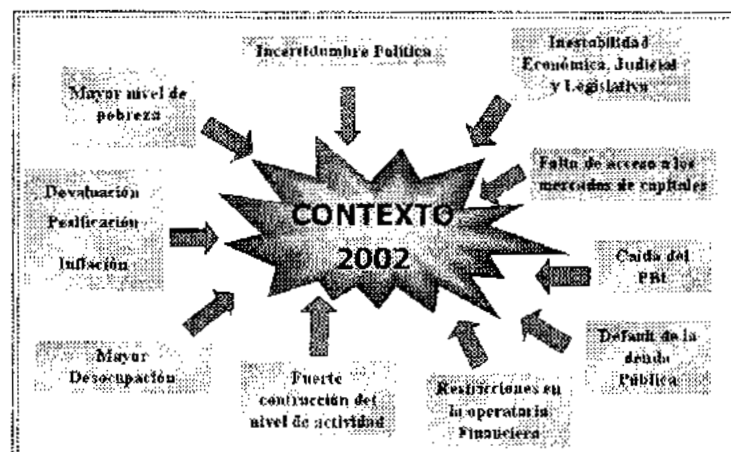 Incertidumbre Política
Inestabilidad
Económica, Judicial
y Legislativa
Mayor nivel de
pobreza
Falta de acceso a los
mercados de capitales
Devaluación
Pesificación
Inflación
CONTEXTO
2002
Caída del
PBI
Mayor
Desocupación
Fuerte
contracción del
nivel de actividad
Restricciones en
la operatoria
Financiera
Default de la
deuda
Pública